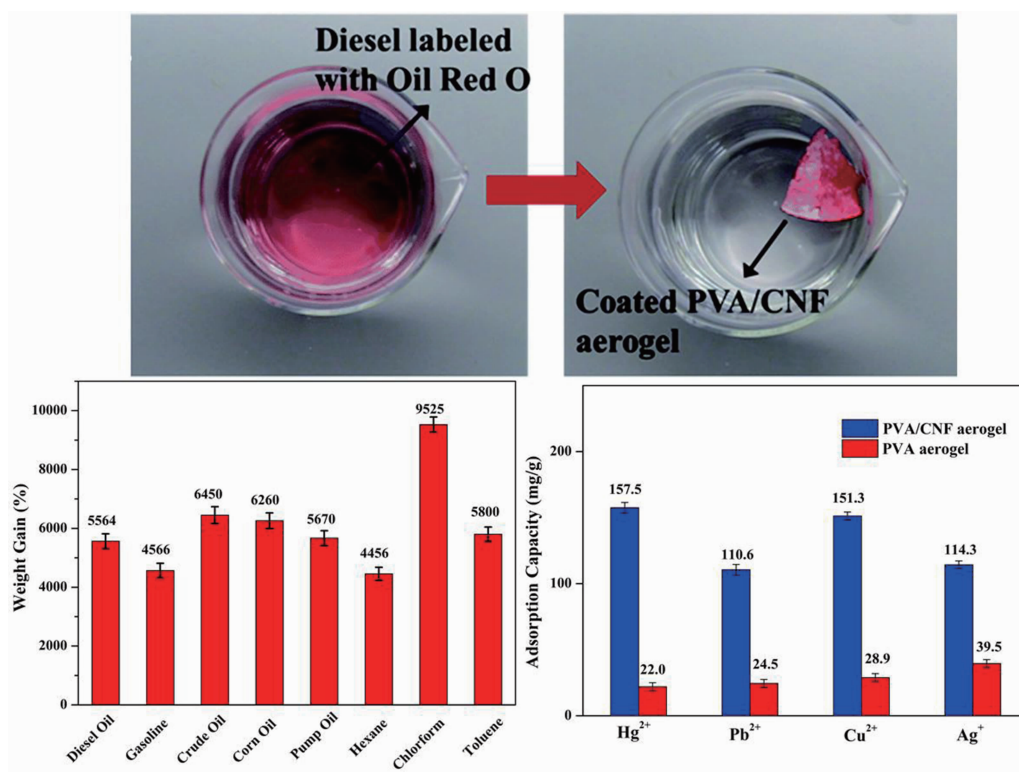 Diesel labeled
with Oil Red O
Coated PVA/CNF
aerogel
Weight Gain (%)
10000
8000
6000
4000
2000
0
5564
4566
6450
6260
5670
4456
9525
5800
Diesel Oil
Gasoline
Crude Oil
Corn Oil
Pump Oil
Hexane
Chlorform
Toluene
Adsorption Capacity (mg/g)
200
100
0
PVA/CNF aerogel
PVA aerogel
157.5
22.0
110.6
24.5
151.3
28.9
114.3
39.5
Hg²⁺
Pb²⁺
Cu²⁺
Ag⁺